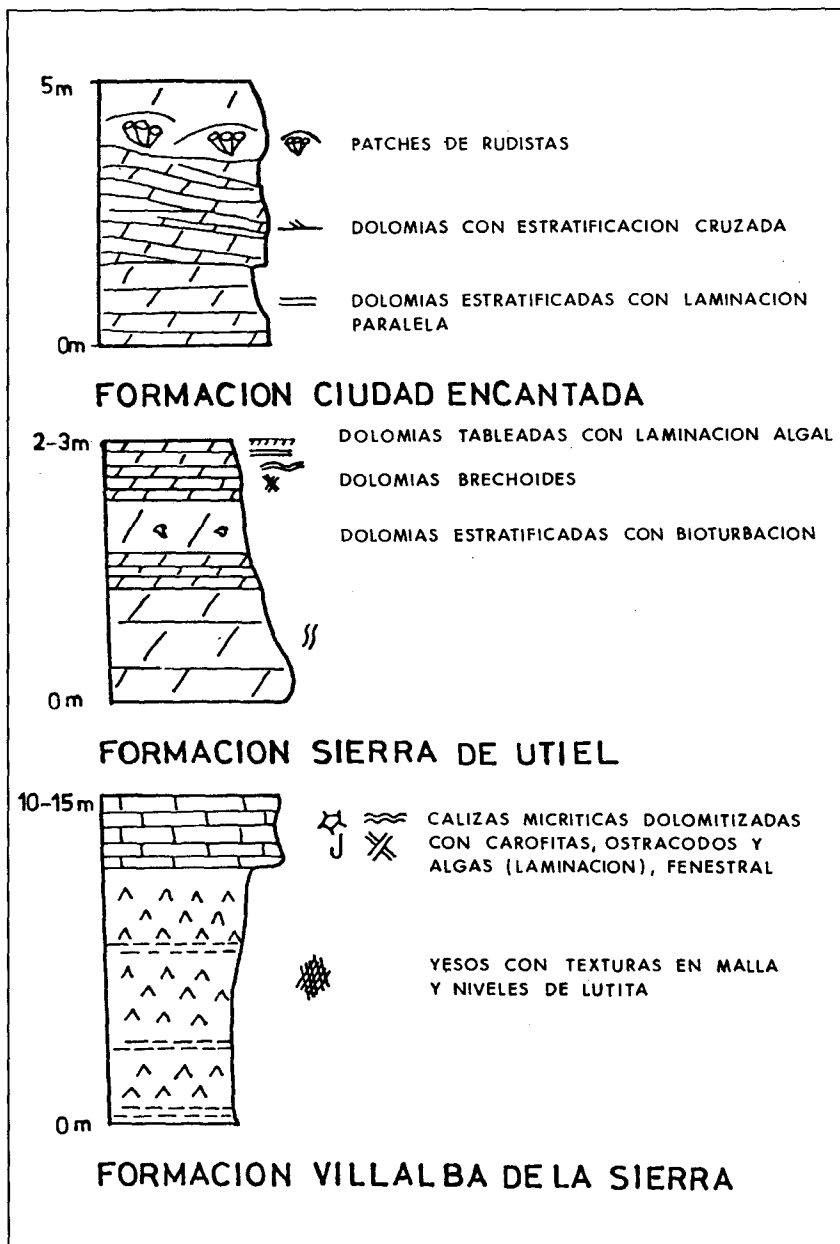 5m
PATCHES DE RUDISTAS
DOLOMIAS CON ESTRATIFICACION CRUZADA
DOLOMIAS ESTRATIFICADAS CON LAMINACION
PARALELA
0m
FORMACION CIUDAD ENCANTADA
2-3m
DOLOMIAS TABLEADAS CON LAMINACION ALGAL
DOLOMIAS BRECHOIDES
DOLOMIAS ESTRATIFICADAS CON BIOTURBACION
0m
FORMACION SIERRA DE UTIEL
10-15m
CALIZAS MICRITICAS DOLOMITIZADAS
CON CAROFITAS, OSTRACODOS Y
ALGAS (LAMINACION), FENESTRAL
YESOS CON TEXTURAS EN MALLA
Y NIVELES DE LUTITA
0m
FORMACION VILLALBA DE LA SIERRA